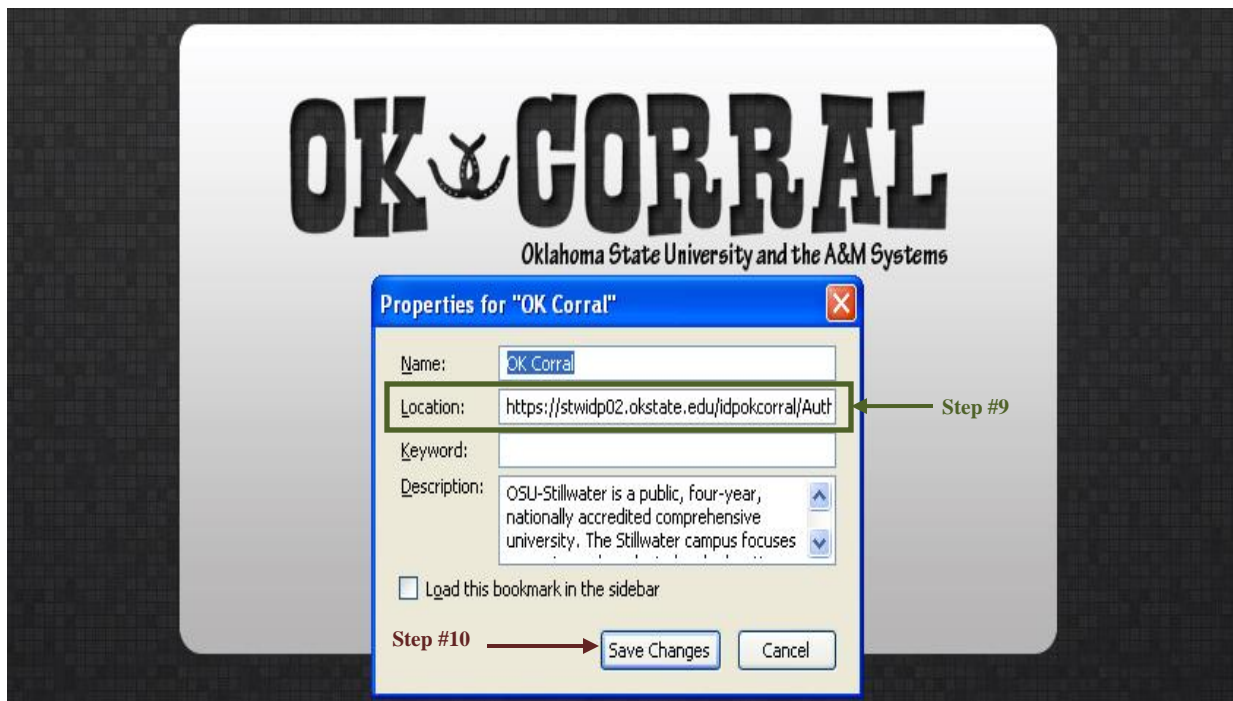 OK CORRAL
Oklahoma State University and the A&M Systems
Properties for "OK Corral"
Name: OK Corral
Location: https://stwidp02.okstate.edu/idpokcorral/Auth
Step #9
Keyword:
Description: OSU-Stillwater is a public, four-year,
nationally accredited comprehensive
university. The Stillwater campus focuses
Load this bookmark in the sidebar
Step #10
Save Changes Cancel